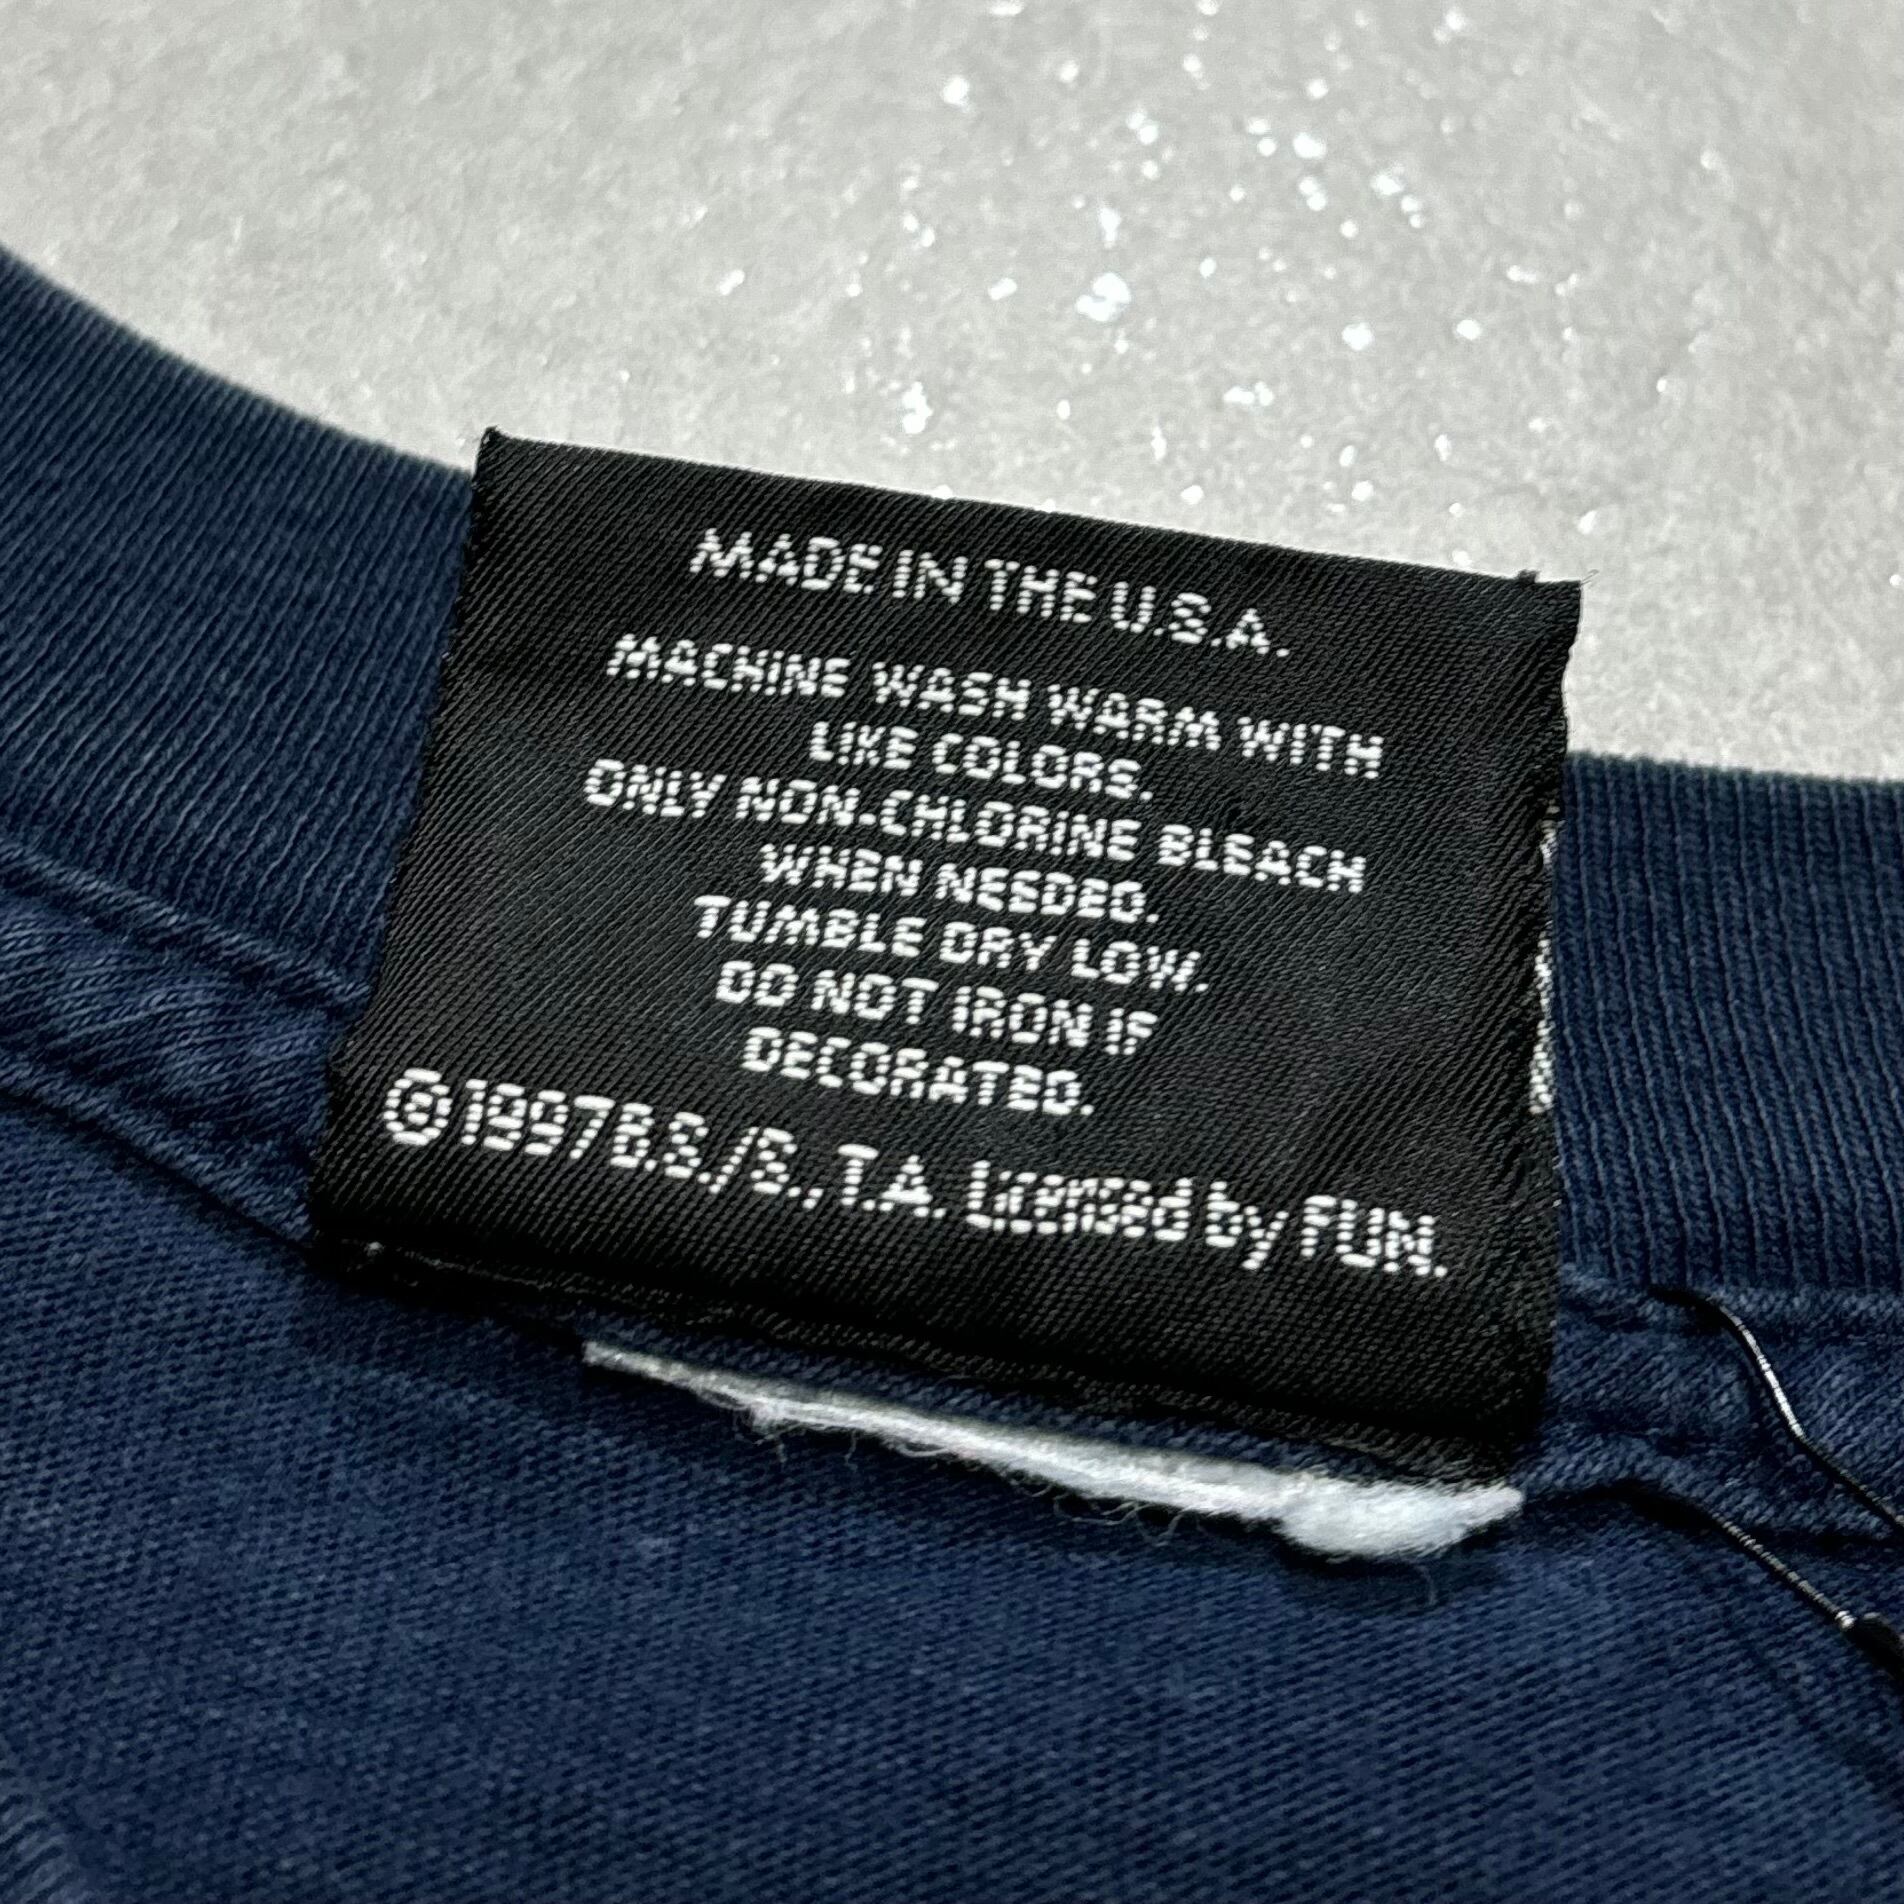 MADE IN THE U.S.A.
MACHINE WASH WARM WITH
LIKE COLORS.
ONLY NON-CHLORINE BLEACH
WHEN NEEDED.
TUMBLE DRY LOW.
DO NOT IRON IF
DECORATED.
©1997B.S./S.,T.A. Licensed by FUN.